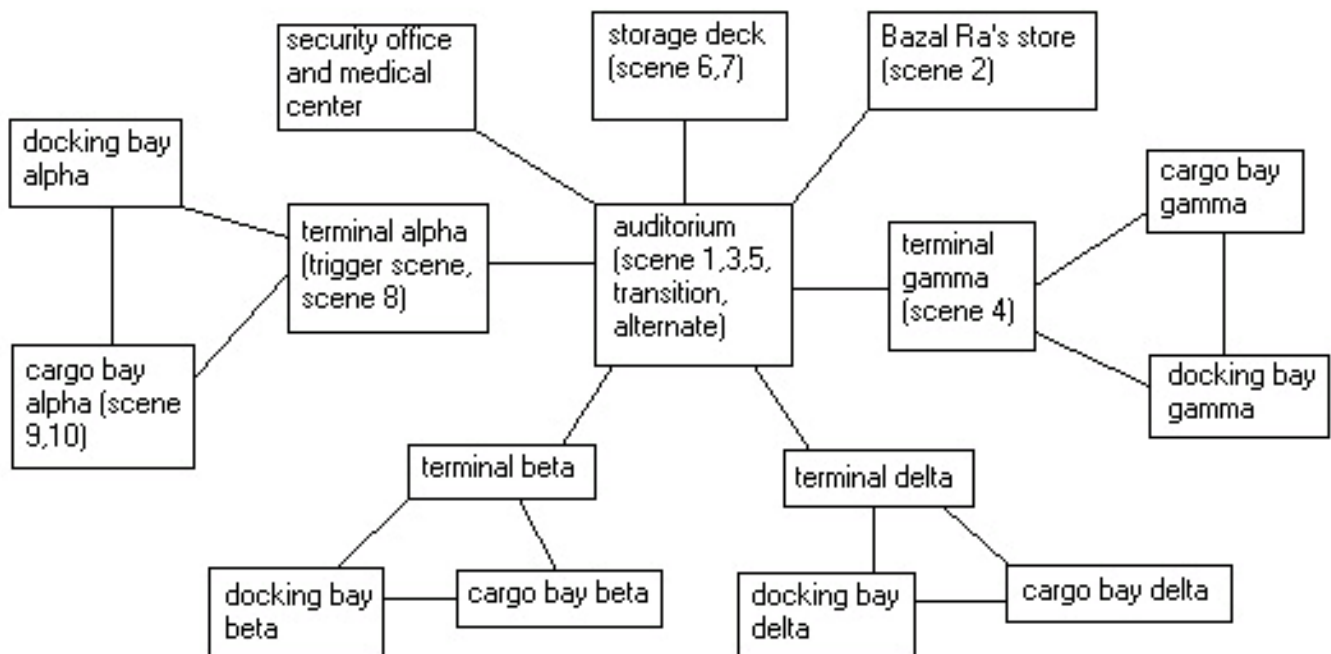 security office
and medical
center
storage deck
(scene 6,7)
Bazal Ra's store
(scene 2)
docking bay
alpha
terminal alpha
(trigger scene,
scene 8)
auditorium
(scene 1,3,5,
transition,
alternate)
terminal
gamma
(scene 4)
cargo bay
gamma
cargo bay
alpha (scene
9,10)
docking bay
gamma
terminal beta
terminal delta
docking bay
beta
cargo bay beta
docking bay
delta
cargo bay delta